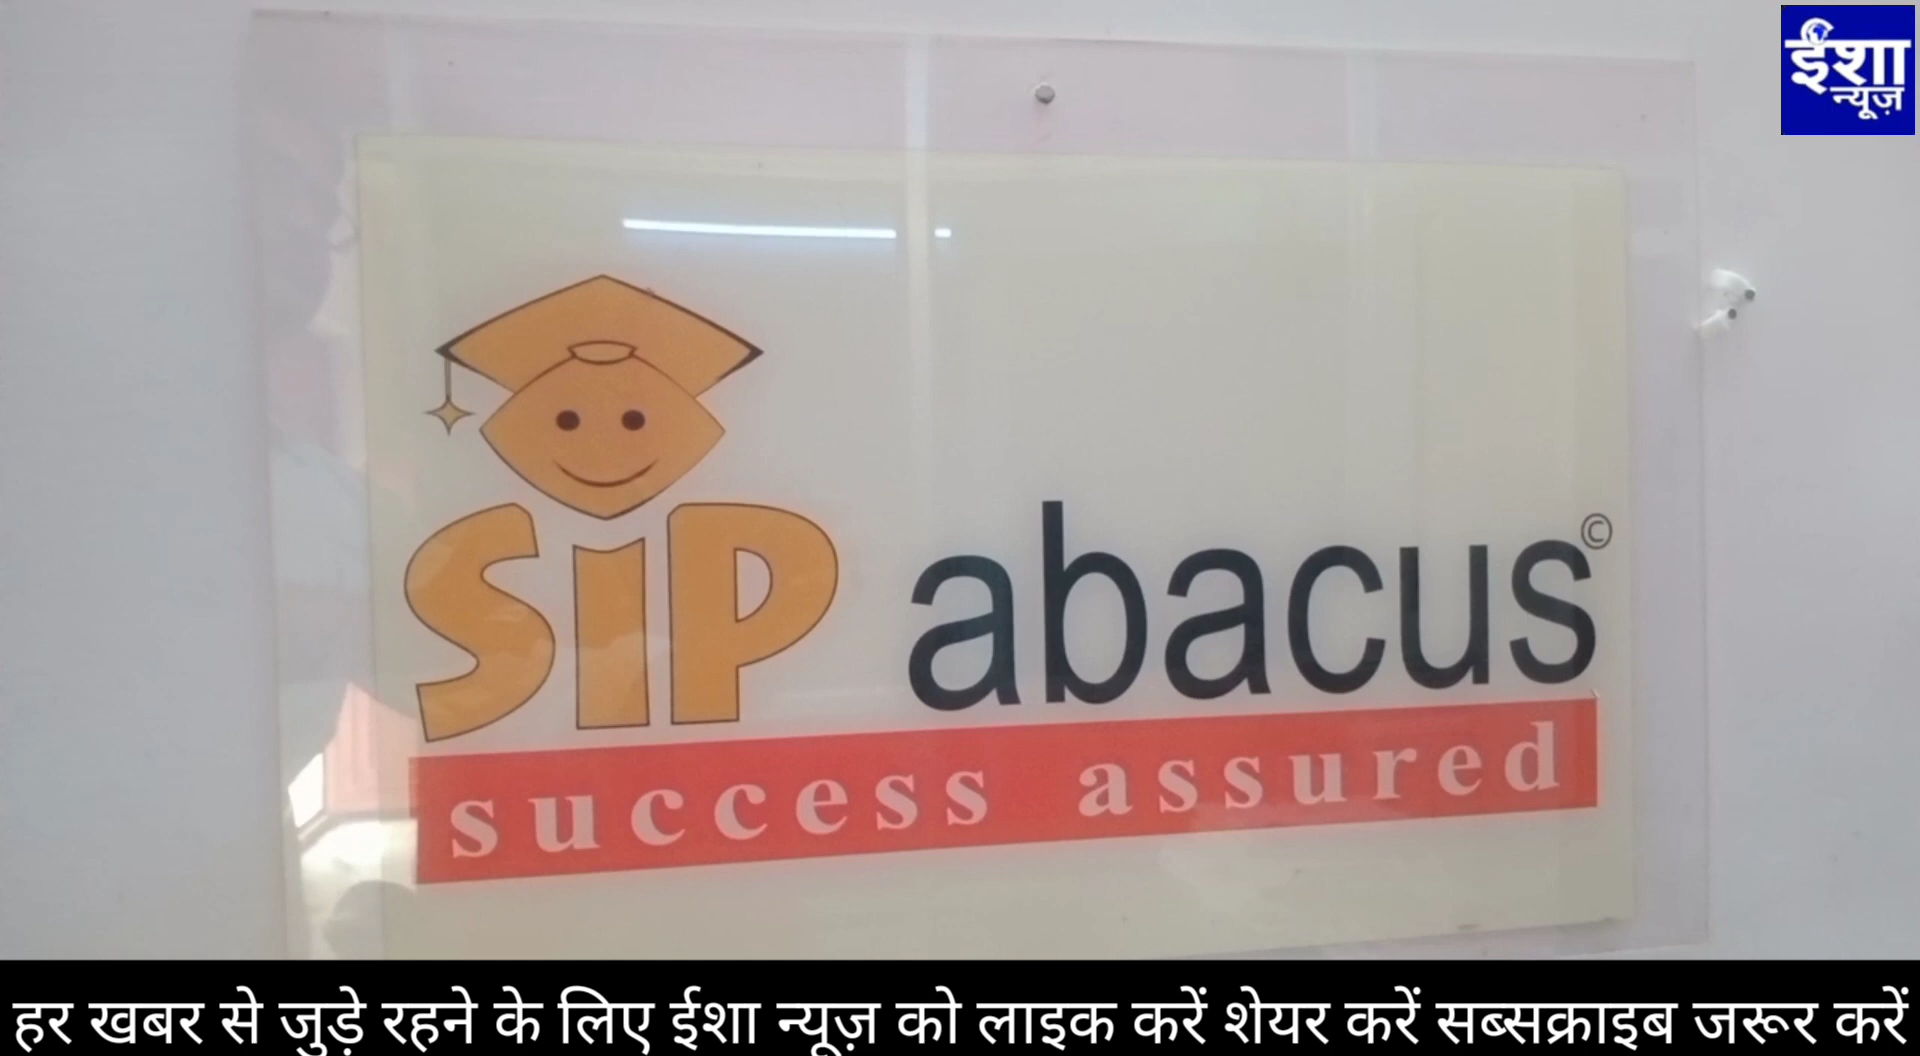 ईशा
न्यूज़
SIP abacus ©
success assured
हर खबर से जुड़े रहने के लिए ईशा न्यूज़ को लाइक करें शेयर करें सब्सक्राइब जरूर करें